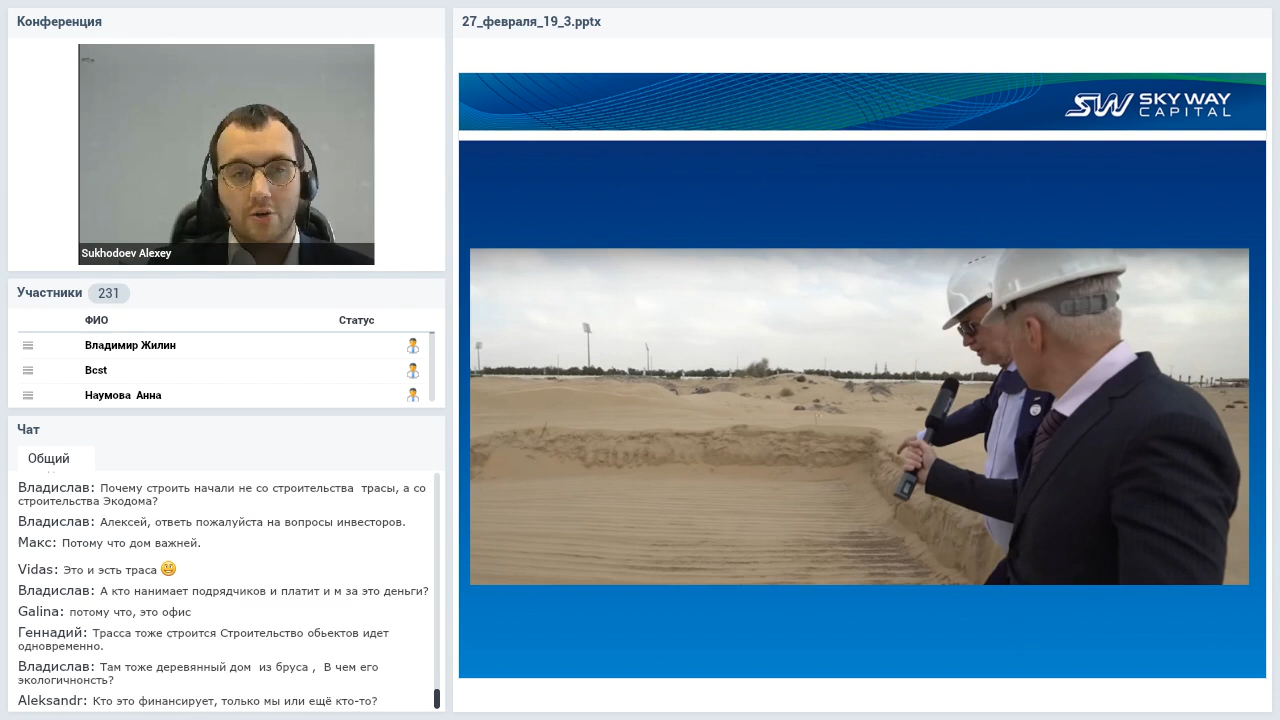 Конференция
Sukhodoev Alexey
Участники 231
ФИО Статус
Владимир Жилин
Bcst
Наумова Анна
Чат
Общий
Владислав: Почему строить начали не со строительства трасы, а со
строительства Экодома?
Владислав: Алексей, ответь пожалуйста на вопросы инвесторов.
Макс: Потому что дом важней.
Vidas: Это и эсть траса
Владислав: А кто нанимает подрядчиков и платит и м за это деньги?
Galina: потому что, это офис
Геннадий: Трасса тоже строится Строительство обьектов идет
одновременно.
Владислав: Там тоже деревянный дом из бруса , В чем его
экологичнонсть?
Aleksandr: Кто это финансирует, только мы или ещё кто-то?
27_февраля_19_3.pptx
SW SKY WAY
CAPITAL